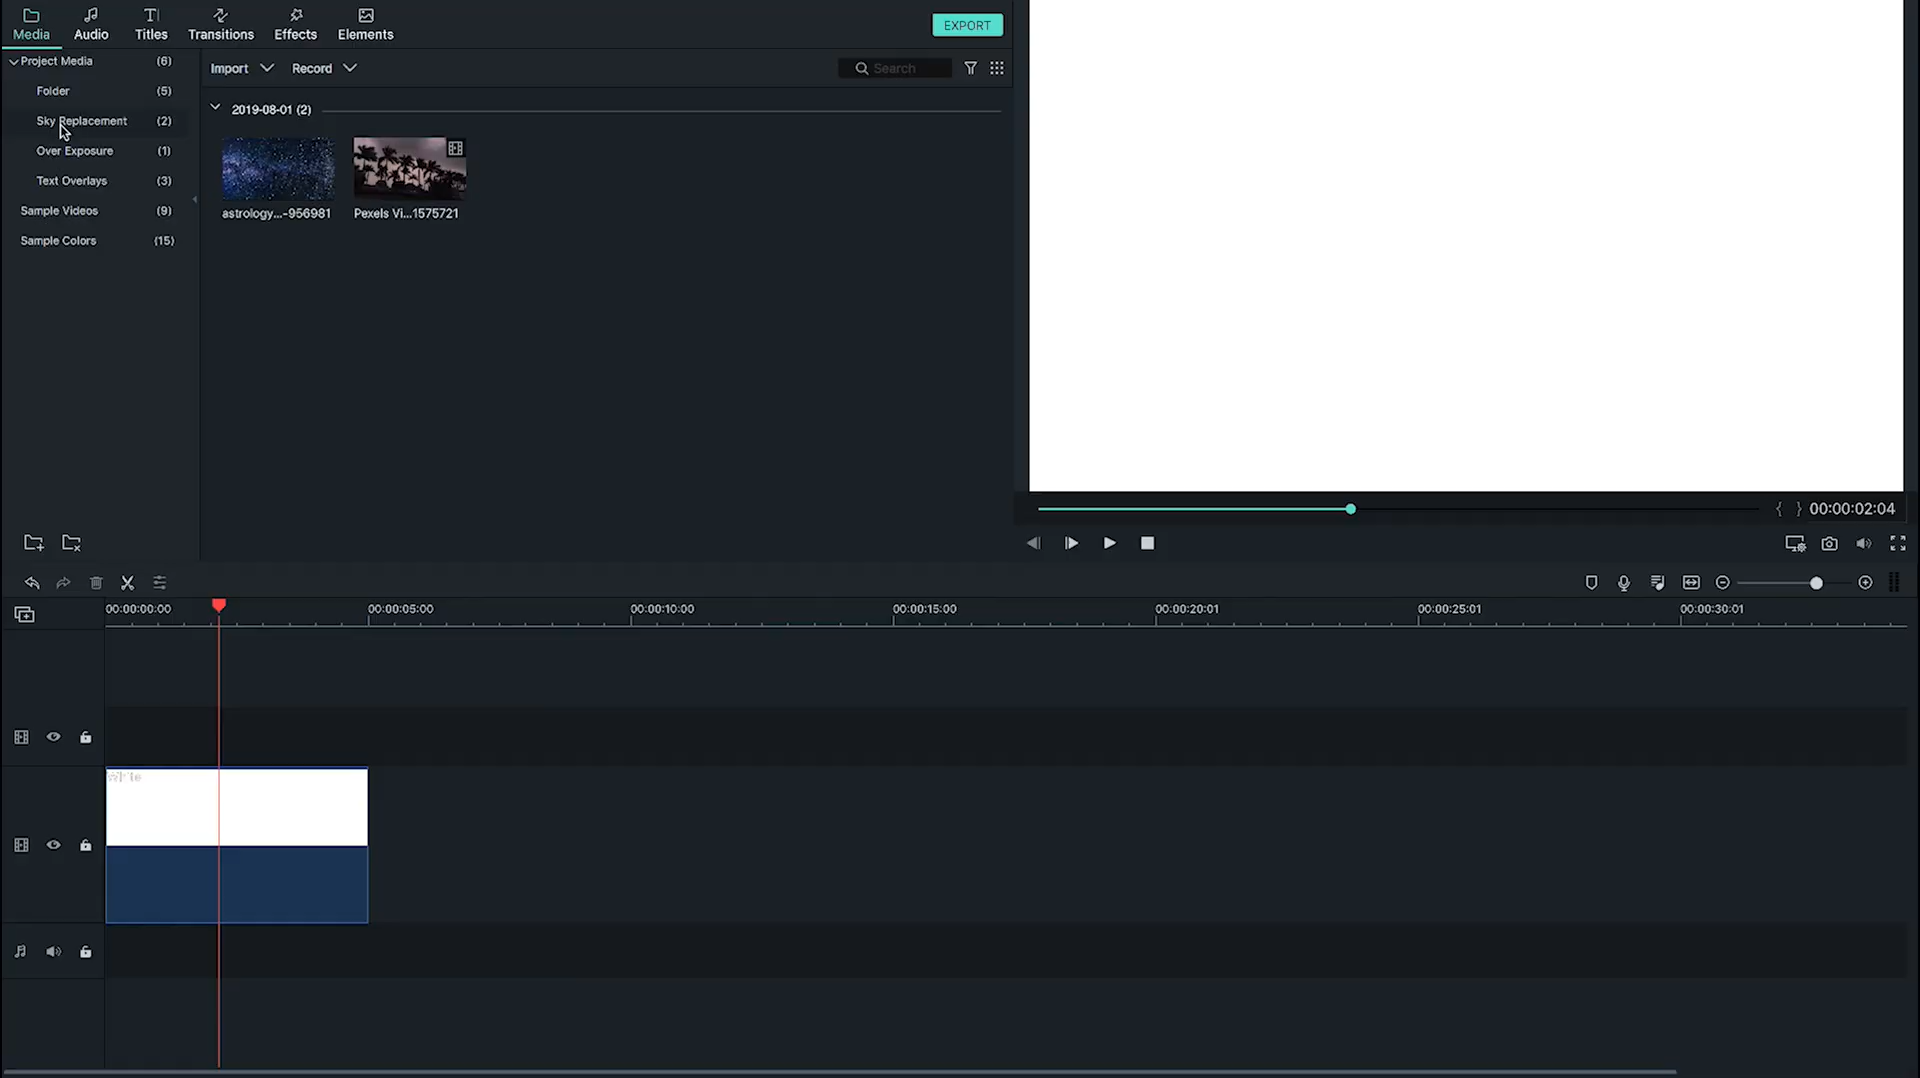 Media
Audio
Titles
Transitions
Effects
Elements
EXPORT
Project Media (6)
Folder (5)
Sky Replacement (2)
Over Exposure (1)
Text Overlays (3)
Sample Videos (9)
Sample Colors (15)
Import
Record
Search
2019-08-01 (2)
astrology...-956981
Pexels Vi...1575721
{ } 00:00:02:04
00:00:00:00
00:00:05:00
00:00:10:00
00:00:15:00
00:00:20:01
00:00:25:01
00:00:30:01
White